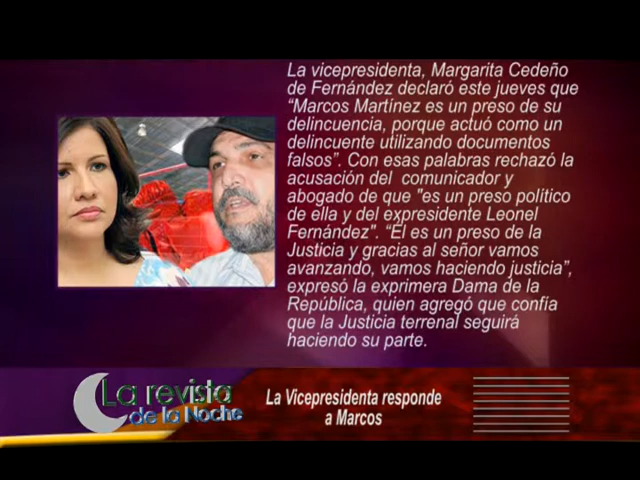 La vicepresidenta, Margarita Cedeño
de Fernández declaró este jueves que
“Marcos Martínez es un preso de su
delincuencia, porque actuó como un
delincuente utilizando documentos
falsos”. Con esas palabras rechazó la
acusación del comunicador y
abogado de que "es un preso político
de ella y del expresidente Leonel
Fernández". “Él es un preso de la
Justicia y gracias al señor vamos
avanzando, vamos haciendo justicia”,
expresó la exprimera Dama de la
República, quien agregó que confía
que la Justicia terrenal seguirá
haciendo su parte.
La revista
de la Noche
La Vicepresidenta responde
a Marcos